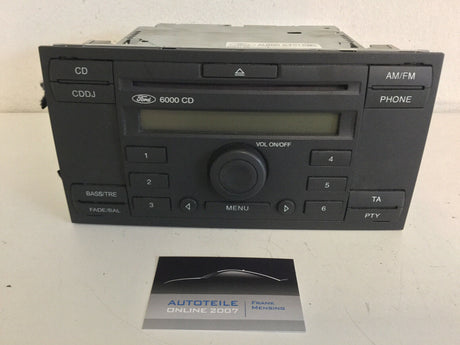 CD
CDDJ
AM/FM
PHONE
Ford 6000 CD
VOL ON/OFF
1
2
3
4
5
6
BASS/TRE
FADE/BAL
MENU
TA
PTY
AUTOTEILE
ONLINE 2007
FRANK
MENSING